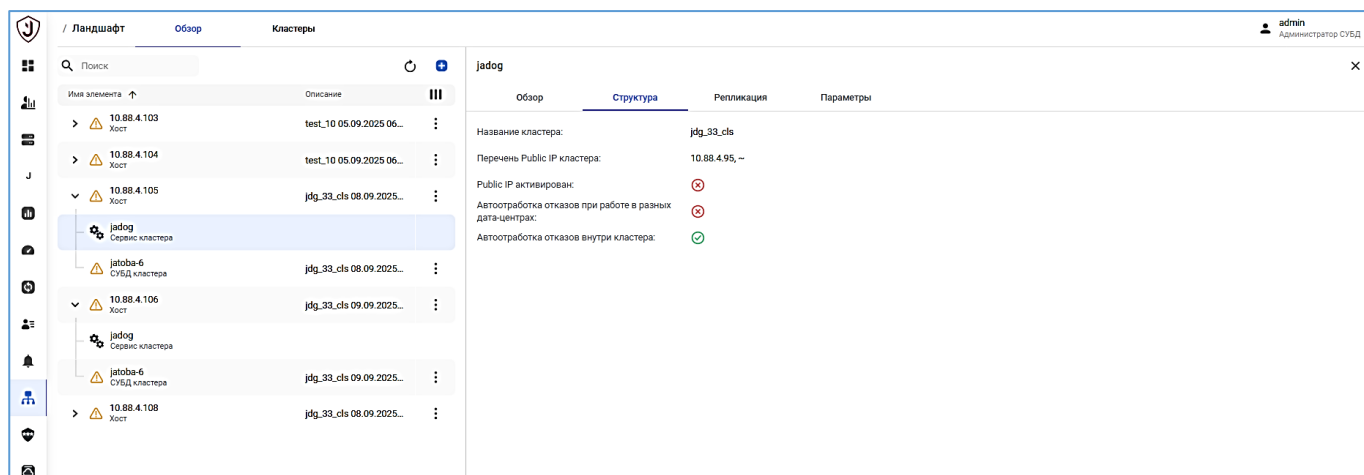 / Ландшафт Обзор Кластеры
admin
Администратор СУБД
Поиск
Имя элемента Описание
10.88.4.103
Хост
test_10 05.09.2025 06...
10.88.4.104
Хост
test_10 05.09.2025 06...
J
10.88.4.105
Хост
jdg_33_cls 08.09.2025...
jadog
Сервис кластера
jatoba-6
СУБД кластера
jdg_33_cls 08.09.2025...
10.88.4.106
Хост
jdg_33_cls 09.09.2025...
jadog
Сервис кластера
jatoba-6
СУБД кластера
jdg_33_cls 09.09.2025...
10.88.4.108
Хост
jdg_33_cls 08.09.2025...
jadog
Обзор Структура Репликация Параметры
Название кластера: jdg_33_cls
Перечень Public IP кластера: 10.88.4.95, ~
Public IP активирован:
Автоотработка отказов при работе в разных
дата-центрах:
Автоотработка отказов внутри кластера: